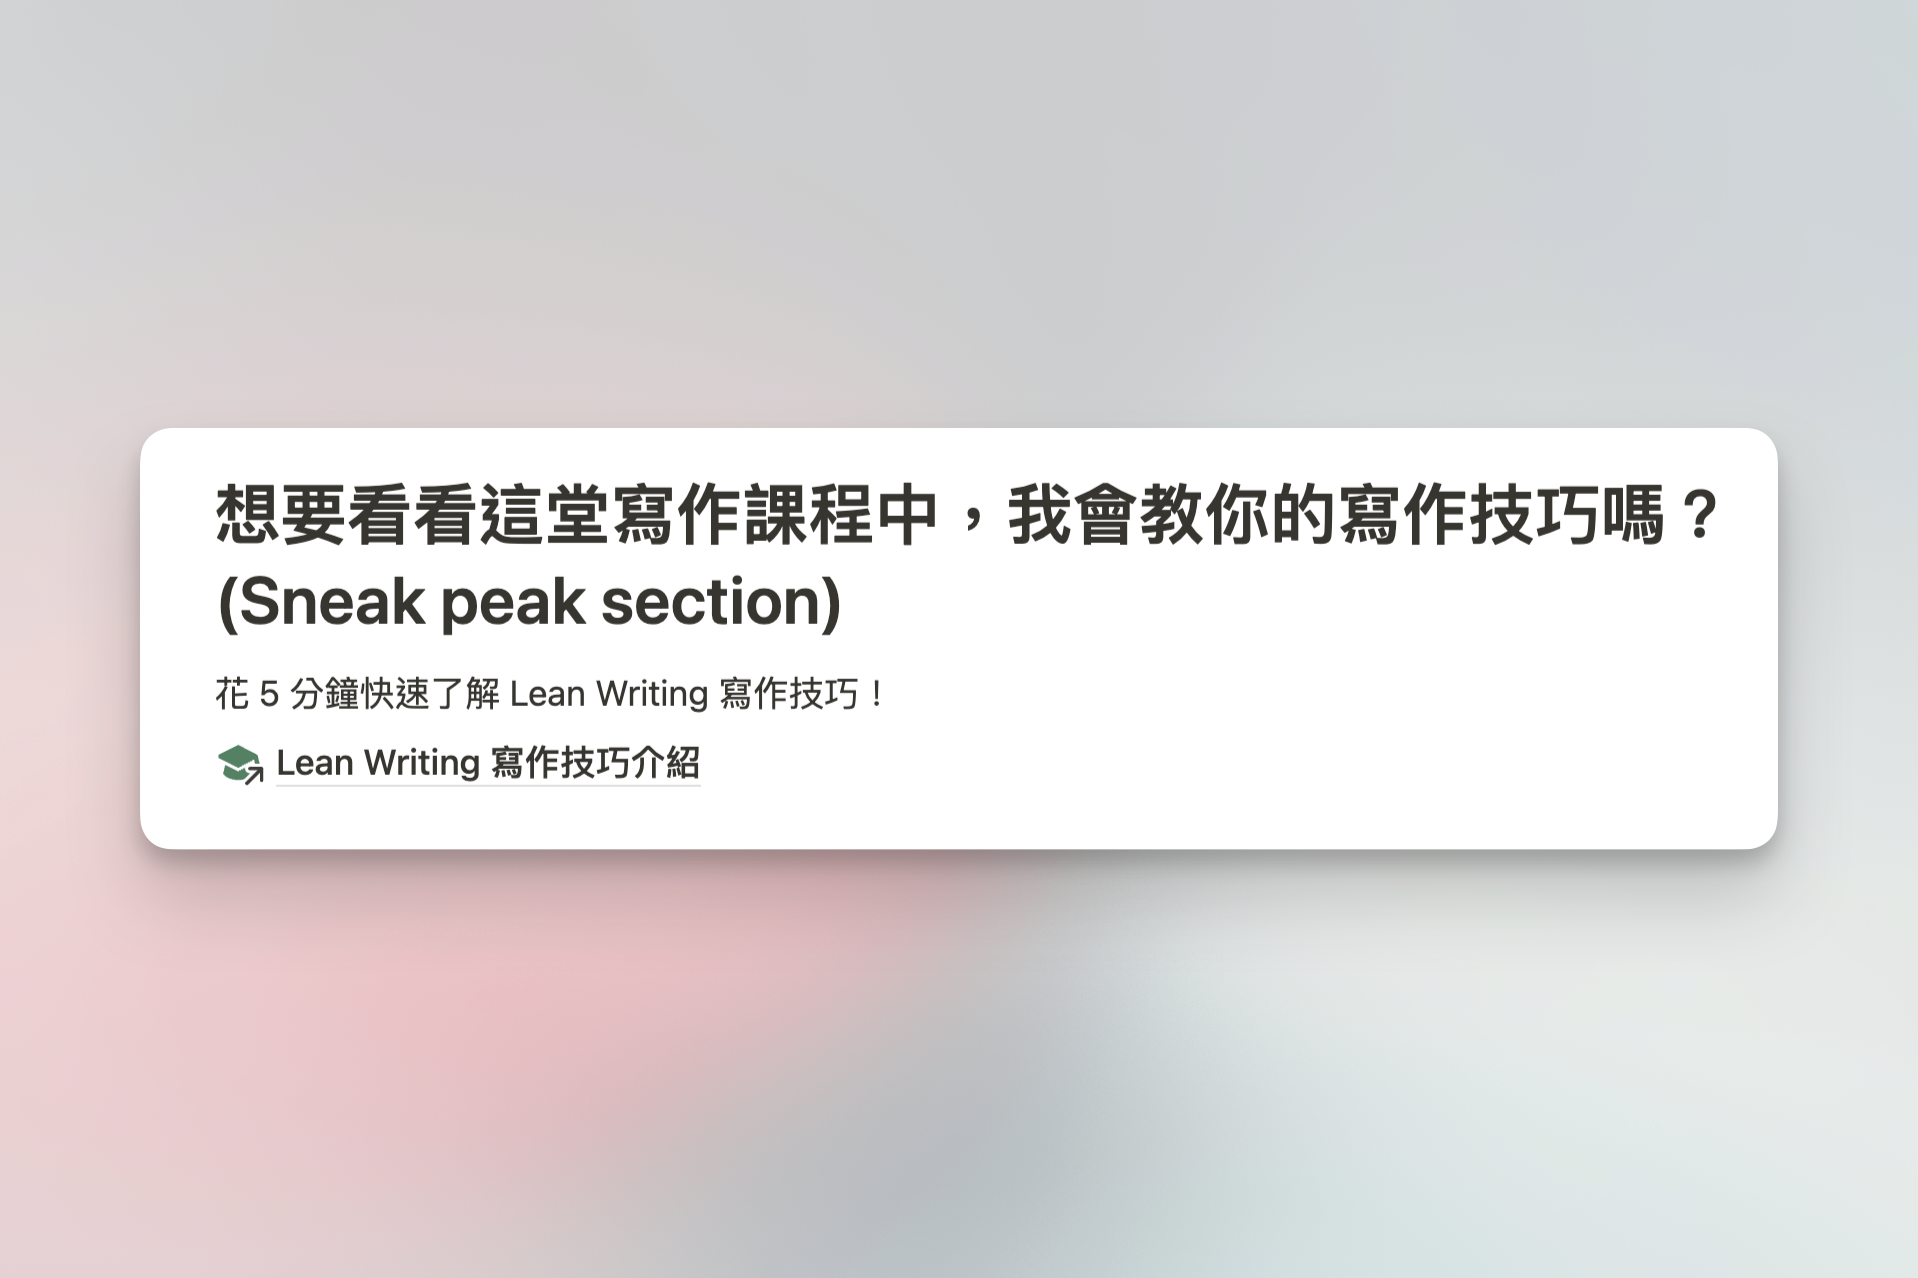 想要看看這堂寫作課程中，我會教你的寫作技巧嗎？
(Sneak peak section)
花 5 分鐘快速了解 Lean Writing 寫作技巧！
Lean Writing 寫作技巧介紹